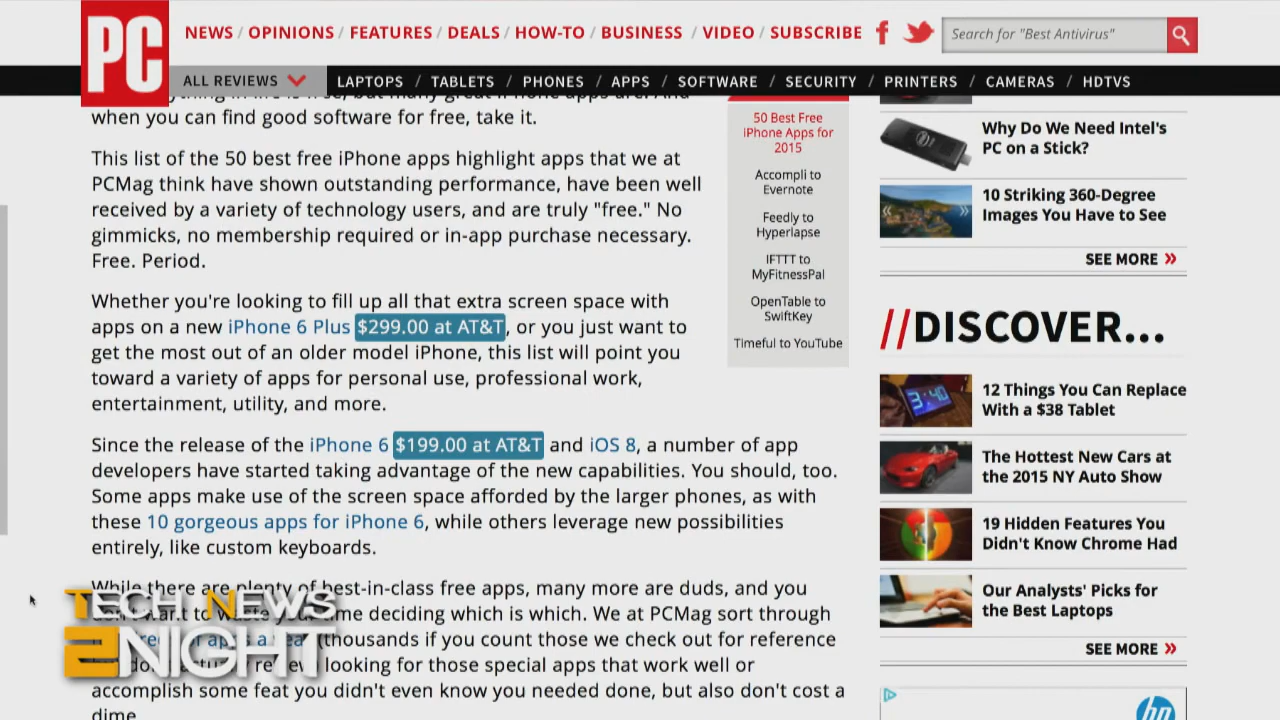 PC
NEWS / OPINIONS / FEATURES / DEALS / HOW-TO / BUSINESS / VIDEO / SUBSCRIBE
Search for "Best Antivirus"
ALL REVIEWS
LAPTOPS / TABLETS / PHONES / APPS / SOFTWARE / SECURITY / PRINTERS / CAMERAS / HDTVS
when you can find good software for free, take it.
This list of the 50 best free iPhone apps highlight apps that we at
PCMag think have shown outstanding performance, have been well
received by a variety of technology users, and are truly "free." No
gimmicks, no membership required or in-app purchase necessary.
Free. Period.
Whether you're looking to fill up all that extra screen space with
apps on a new iPhone 6 Plus $299.00 at AT&T, or you just want to
get the most out of an older model iPhone, this list will point you
toward a variety of apps for personal use, professional work,
entertainment, utility, and more.
Since the release of the iPhone 6 $199.00 at AT&T and iOS 8, a number of app
developers have started taking advantage of the new capabilities. You should, too.
Some apps make use of the screen space afforded by the larger phones, as with
these 10 gorgeous apps for iPhone 6, while others leverage new possibilities
entirely, like custom keyboards.
While there are plenty of best-in-class free apps, many more are duds, and you
deciding which is which. We at PCMag sort through
(thousands if you count those we check out for reference
looking for those special apps that work well or
accomplish some feat you didn't even know you needed done, but also don't cost a
dime
50 Best Free
iPhone Apps for
2015
Accompli to
Evernote
Feedly to
Hyperlapse
IFTTT to
MyFitnessPal
OpenTable to
SwiftKey
Timeful to YouTube
Why Do We Need Intel's
PC on a Stick?
10 Striking 360-Degree
Images You Have to See
SEE MORE »
//DISCOVER...
12 Things You Can Replace
With a $38 Tablet
3:40
The Hottest New Cars at
the 2015 NY Auto Show
19 Hidden Features You
Didn't Know Chrome Had
Our Analysts' Picks for
the Best Laptops
SEE MORE »
hp
TECH NEWS
2NIGHT